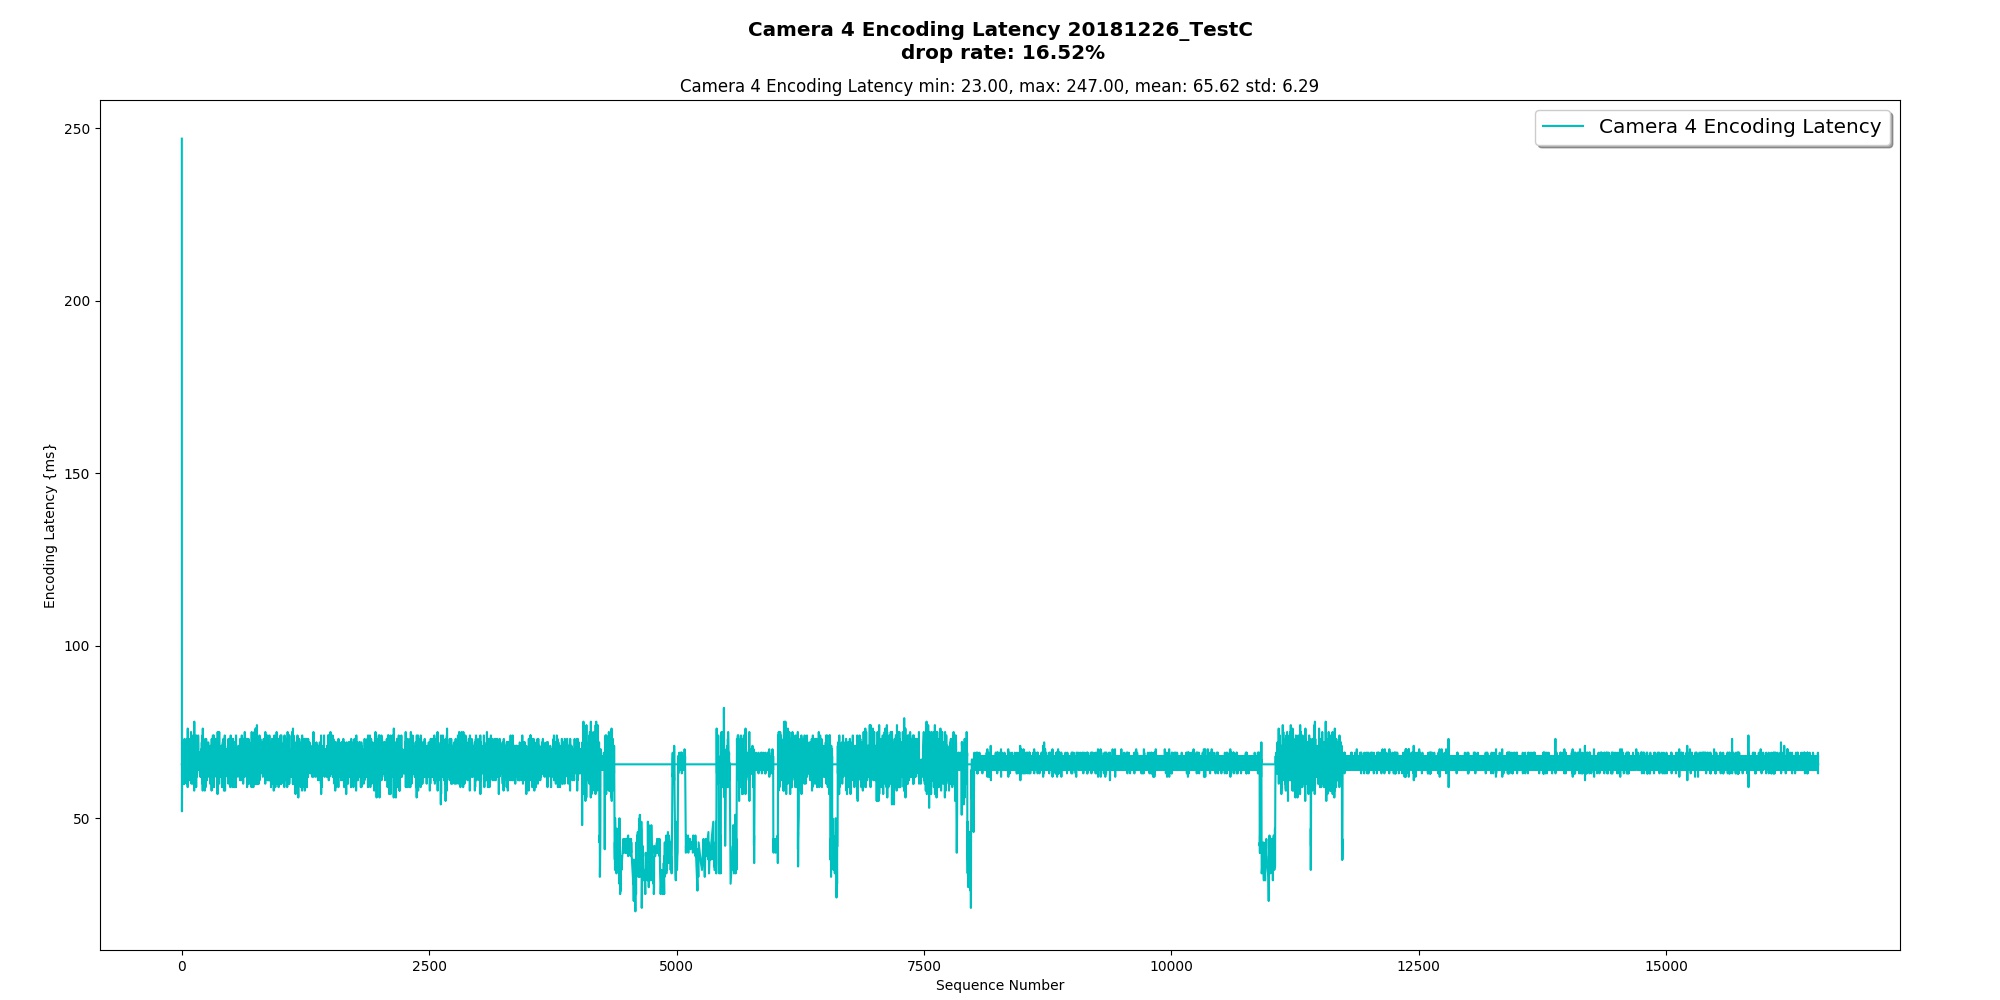 Camera 4 Encoding Latency 20181226_TestC
drop rate: 16.52%
Camera 4 Encoding Latency min: 23.00, max: 247.00, mean: 65.62 std: 6.29
Camera 4 Encoding Latency
Encoding Latency {ms}
250
200
150
100
50
0 2500 5000 7500 10000 12500 15000
Sequence Number